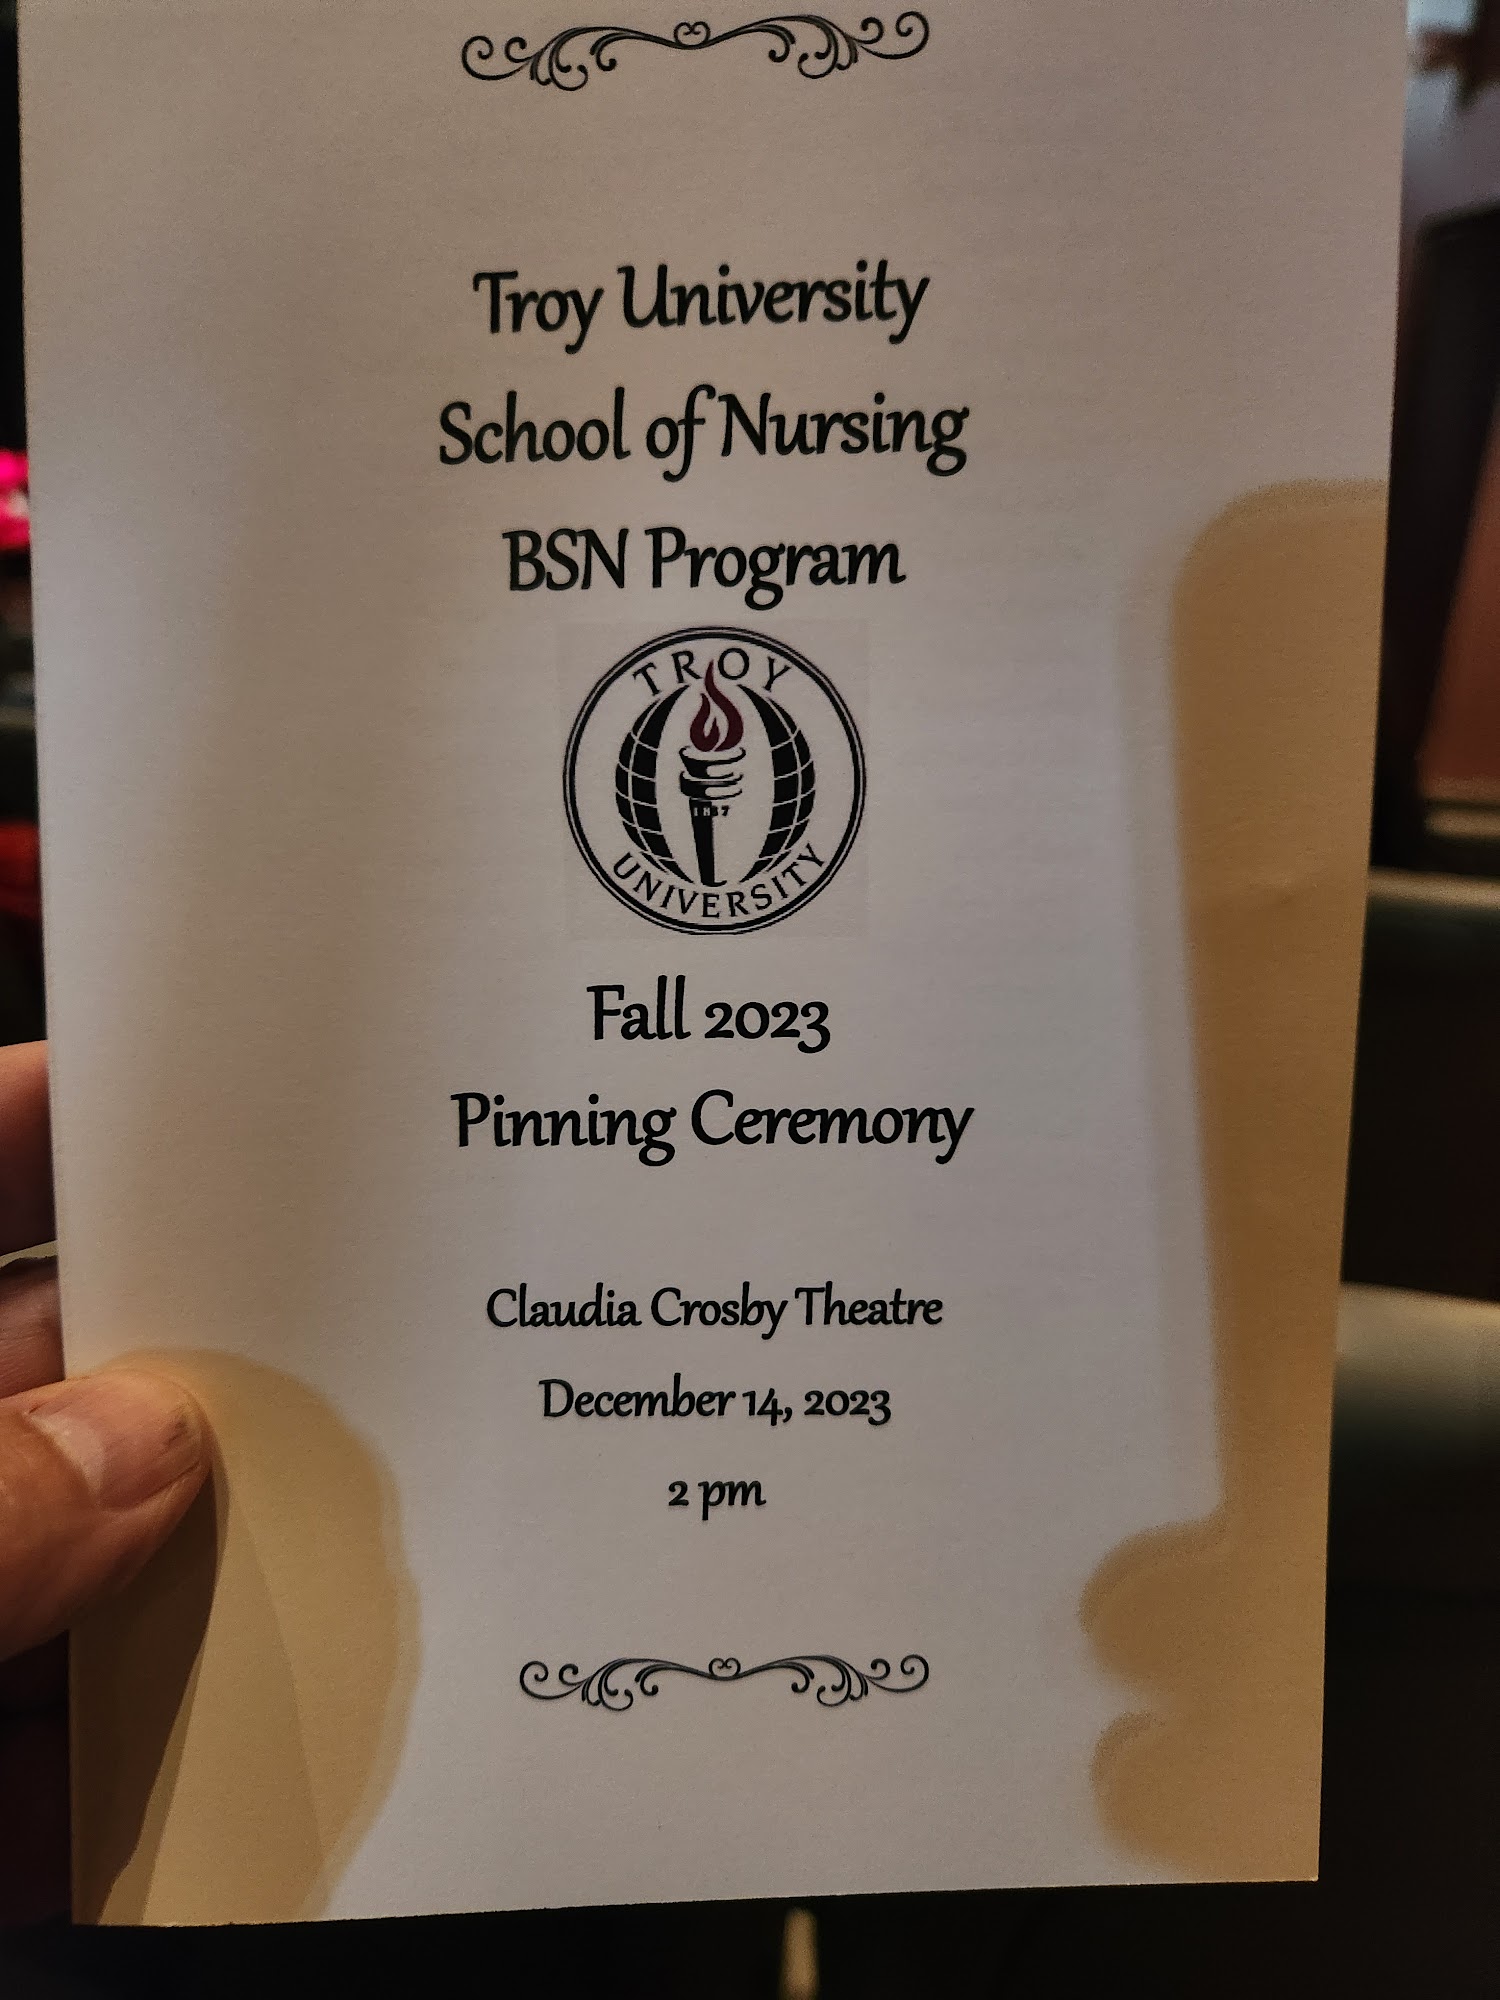 Troy University
School of Nursing
BSN Program
TROY
1887
UNIVERSITY
Fall 2023
Pinning Ceremony
Claudia Crosby Theatre
December 14, 2023
2 pm